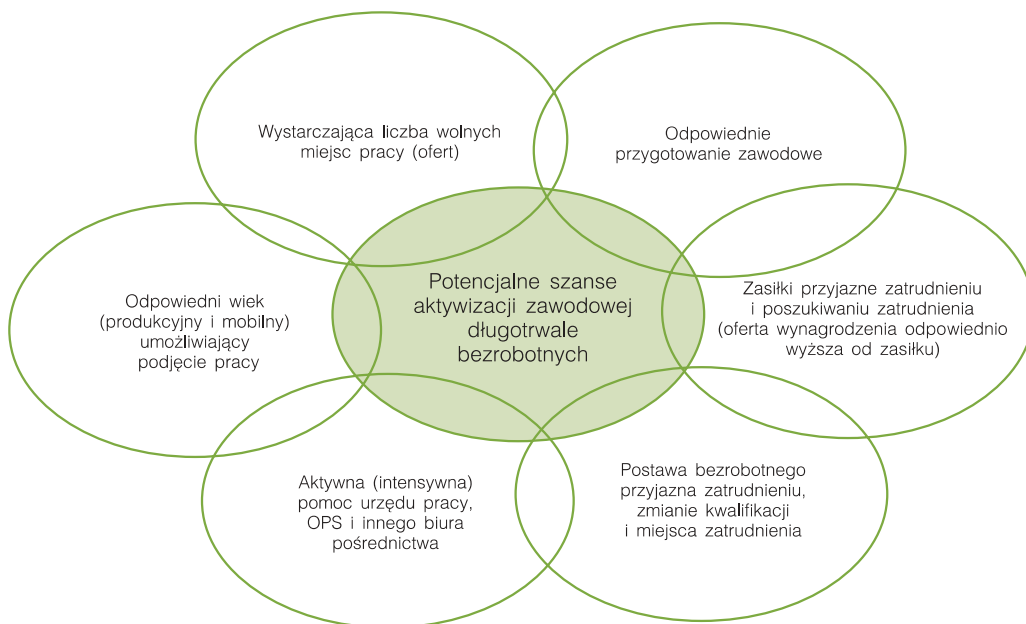 Wystarczająca liczba wolnych
miejsc pracy (ofert)
Odpowiednie
przygotowanie zawodowe
Odpowiedni wiek
(produkcyjny i mobilny)
umożliwiający
podjęcie pracy
Potencjalne szanse
aktywizacji zawodowej
długotrwale
bezrobotnych
Zasiłki przyjazne zatrudnieniu
i poszukiwaniu zatrudnienia
(oferta wynagrodzenia odpowiednio
wyższa od zasiłku)
Aktywna (intensywna)
pomoc urzędu pracy,
OPS i innego biura
pośrednictwa
Postawa bezrobotnego
przyjazna zatrudnieniu,
zmianie kwalifikacji
i miejsca zatrudnienia